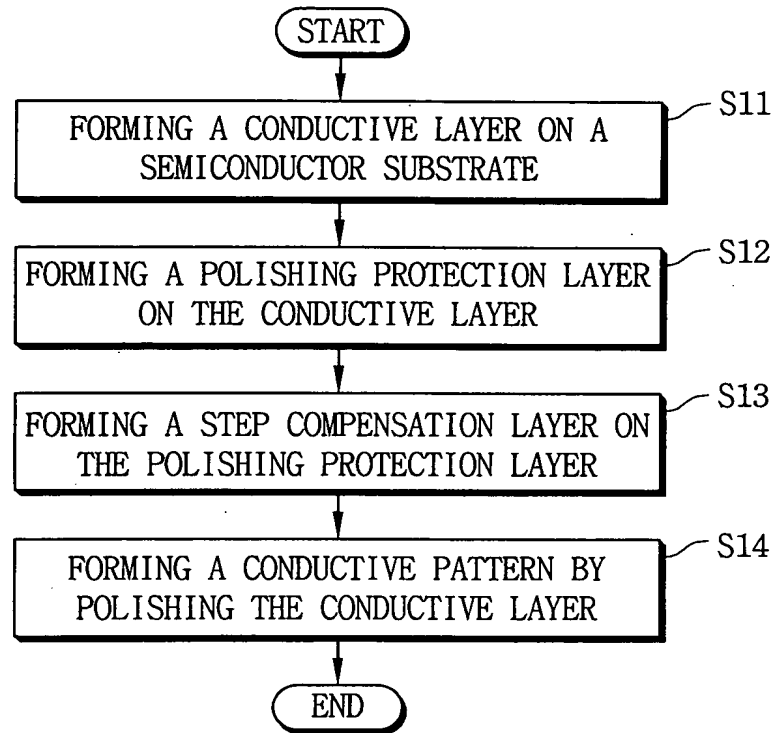 START
S11
FORMING A CONDUCTIVE LAYER ON A
SEMICONDUCTOR SUBSTRATE
S12
FORMING A POLISHING PROTECTION LAYER
ON THE CONDUCTIVE LAYER
S13
FORMING A STEP COMPENSATION LAYER ON
THE POLISHING PROTECTION LAYER
S14
FORMING A CONDUCTIVE PATTERN BY
POLISHING THE CONDUCTIVE LAYER
END